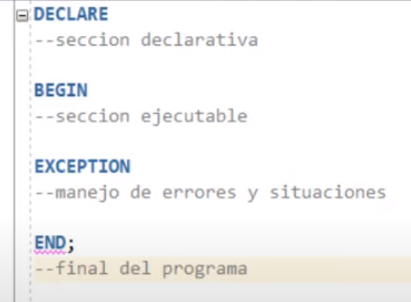 DECLARE
--seccion declarativa
BEGIN
--seccion ejecutable
EXCEPTION
--manejo de errores y situaciones
END;
--final del programa